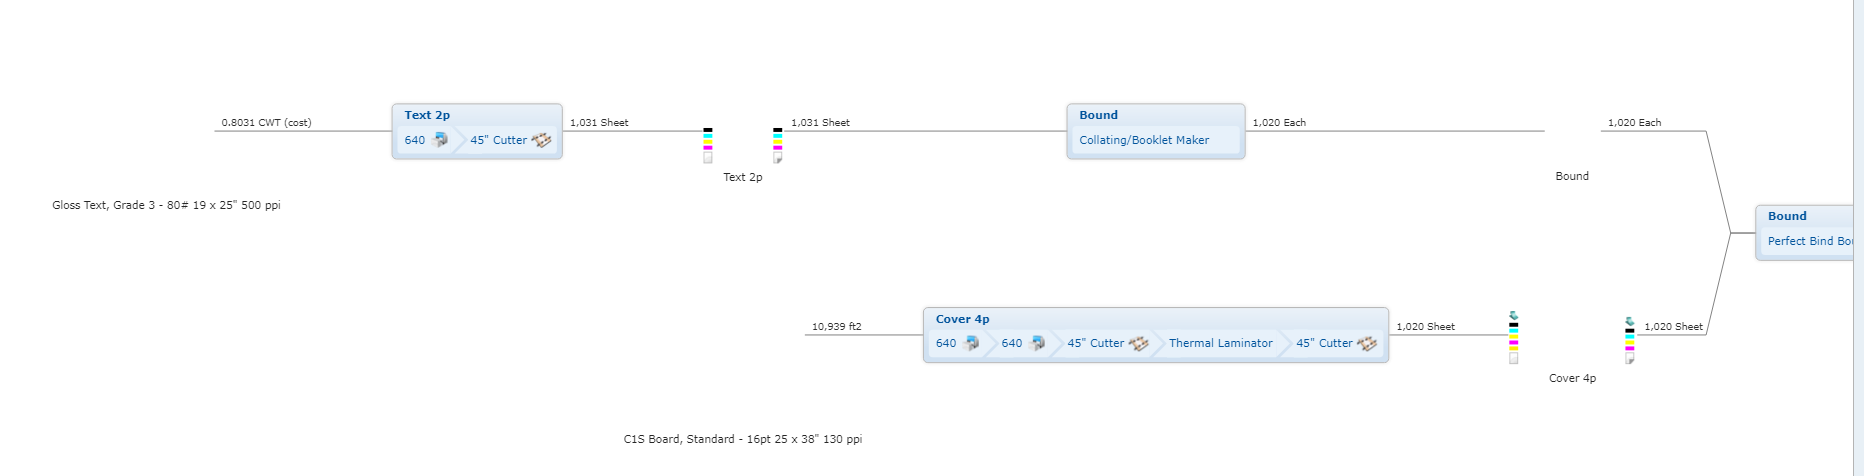 0.8031 CWT (cost)
Text 2p
640
45" Cutter
1,031 Sheet
Text 2p
1,031 Sheet
Bound
Collating/Booklet Maker
1,020 Each
Bound
1,020 Each
Gloss Text, Grade 3 - 80# 19 x 25" 500 ppi
Bound
Perfect Bind Bou
10,939 ft2
Cover 4p
640
640
45" Cutter
Thermal Laminator
45" Cutter
1,020 Sheet
Cover 4p
1,020 Sheet
C1S Board, Standard - 16pt 25 x 38" 130 ppi